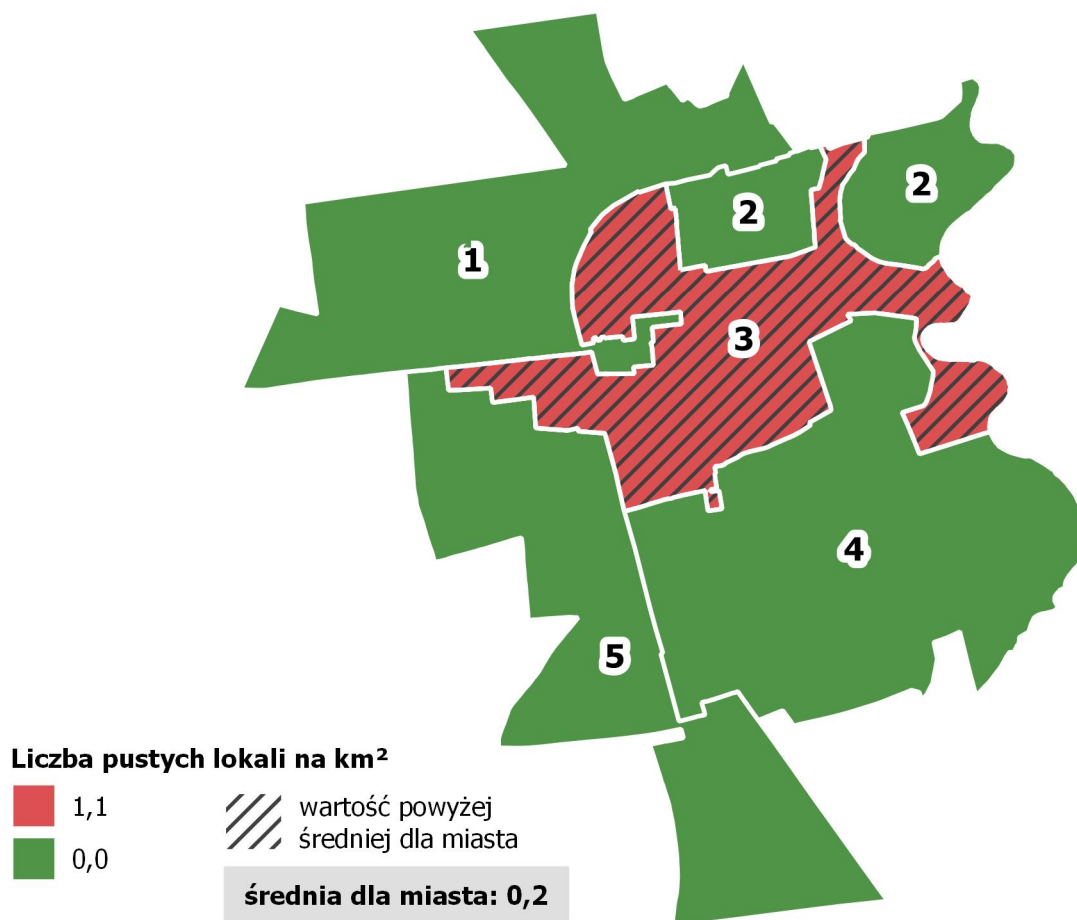 2
2
1
3
4
5
Liczba pustych lokali na km²
1,1
0,0
wartość powyżej
średniej dla miasta
średnia dla miasta: 0,2